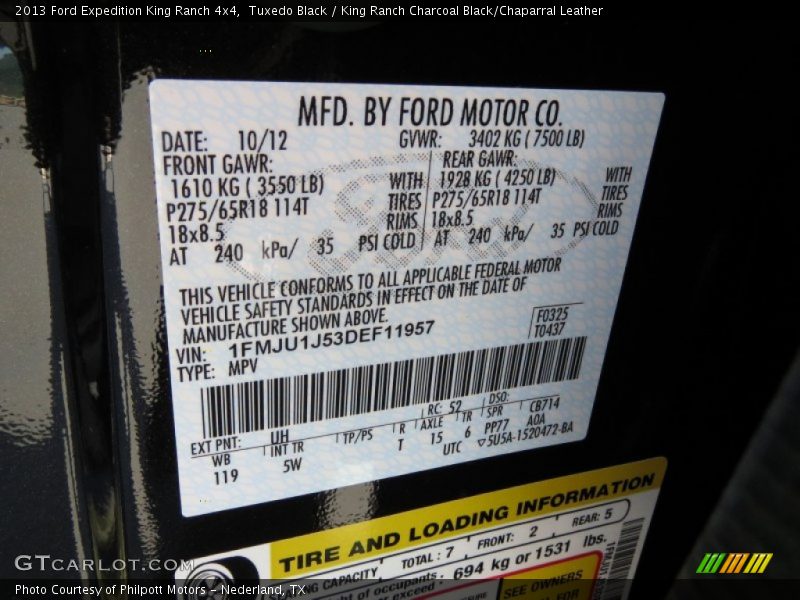 2013 Ford Expedition King Ranch 4x4,  Tuxedo Black / King Ranch Charcoal Black/Chaparral Leather
MFD. BY FORD MOTOR CO.
DATE: 10/12 GVWR: 3402 KG ( 7500 LB)
FRONT GAWR: REAR GAWR:
1610 KG ( 3550 LB) WITH 1928 KG ( 4250 LB) WITH
P275/65R18 114T TIRES P275/65R18 114T TIRES
18x8.5 RIMS 18x8.5 RIMS
AT 240 kPa/ 35 PSI COLD AT 240 kPa/ 35 PSI COLD
THIS VEHICLE CONFORMS TO ALL APPLICABLE FEDERAL MOTOR
VEHICLE SAFETY STANDARDS IN EFFECT ON THE DATE OF
MANUFACTURE SHOWN ABOVE.
F0325
VIN: 1FMJU1J53DEF11957 T0437
TYPE: MPV
EXT PNT: UH RC: 52 DSO:
WB INT TR TP/PS R AXLE TR SPR CB714
119 5W T 15 6 PP77 A0A
UTC ▽5U5A-1520472-BA
TIRE AND LOADING INFORMATION
CAPACITY TOTAL : 7 FRONT: 2 REAR: 5
of occupants . 694 kg or 1531 lbs.
exceed
SEE OWNERS
FOR
GTCarlot.com
Photo Courtesy of Philpott Motors - Nederland, TX